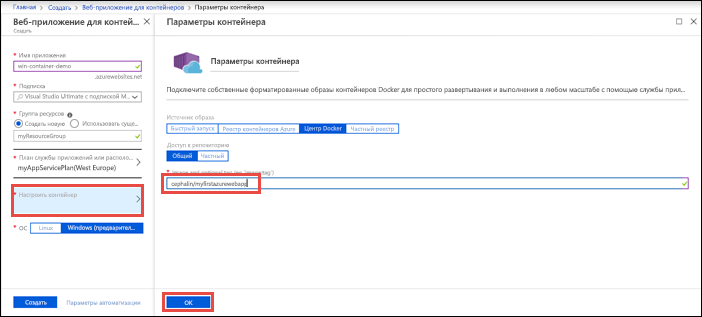 Главная > Создать > Веб-приложение для контейнеров > Параметры контейнера
Веб-приложение для контей...
Создать
* Имя приложения
win-container-demo
.azurewebsites.net
* Подписка
Visual Studio Ultimate с подпиской M...
* Группа ресурсов
Создать новую
Использовать суще...
myResourceGroup
* План службы приложений или располо...
myAppServicePlan(West Europe)
* Настроить контейнер
* ОС
Linux
Windows (предварител...
Создать
Параметры автоматизации
Параметры контейнера
Параметры контейнера
Подключите собственные форматированные образы контейнеров Docker для простого развертывания и выполнения в любом масштабе с помощью службы прил...
Источник образа
Быстрый запуск
Реестр контейнеров Azure
Центр Docker
Частный реестр
Доступ к репозиторию
Общий
Частный
cephalin/myfirstazurewebapp
ОК